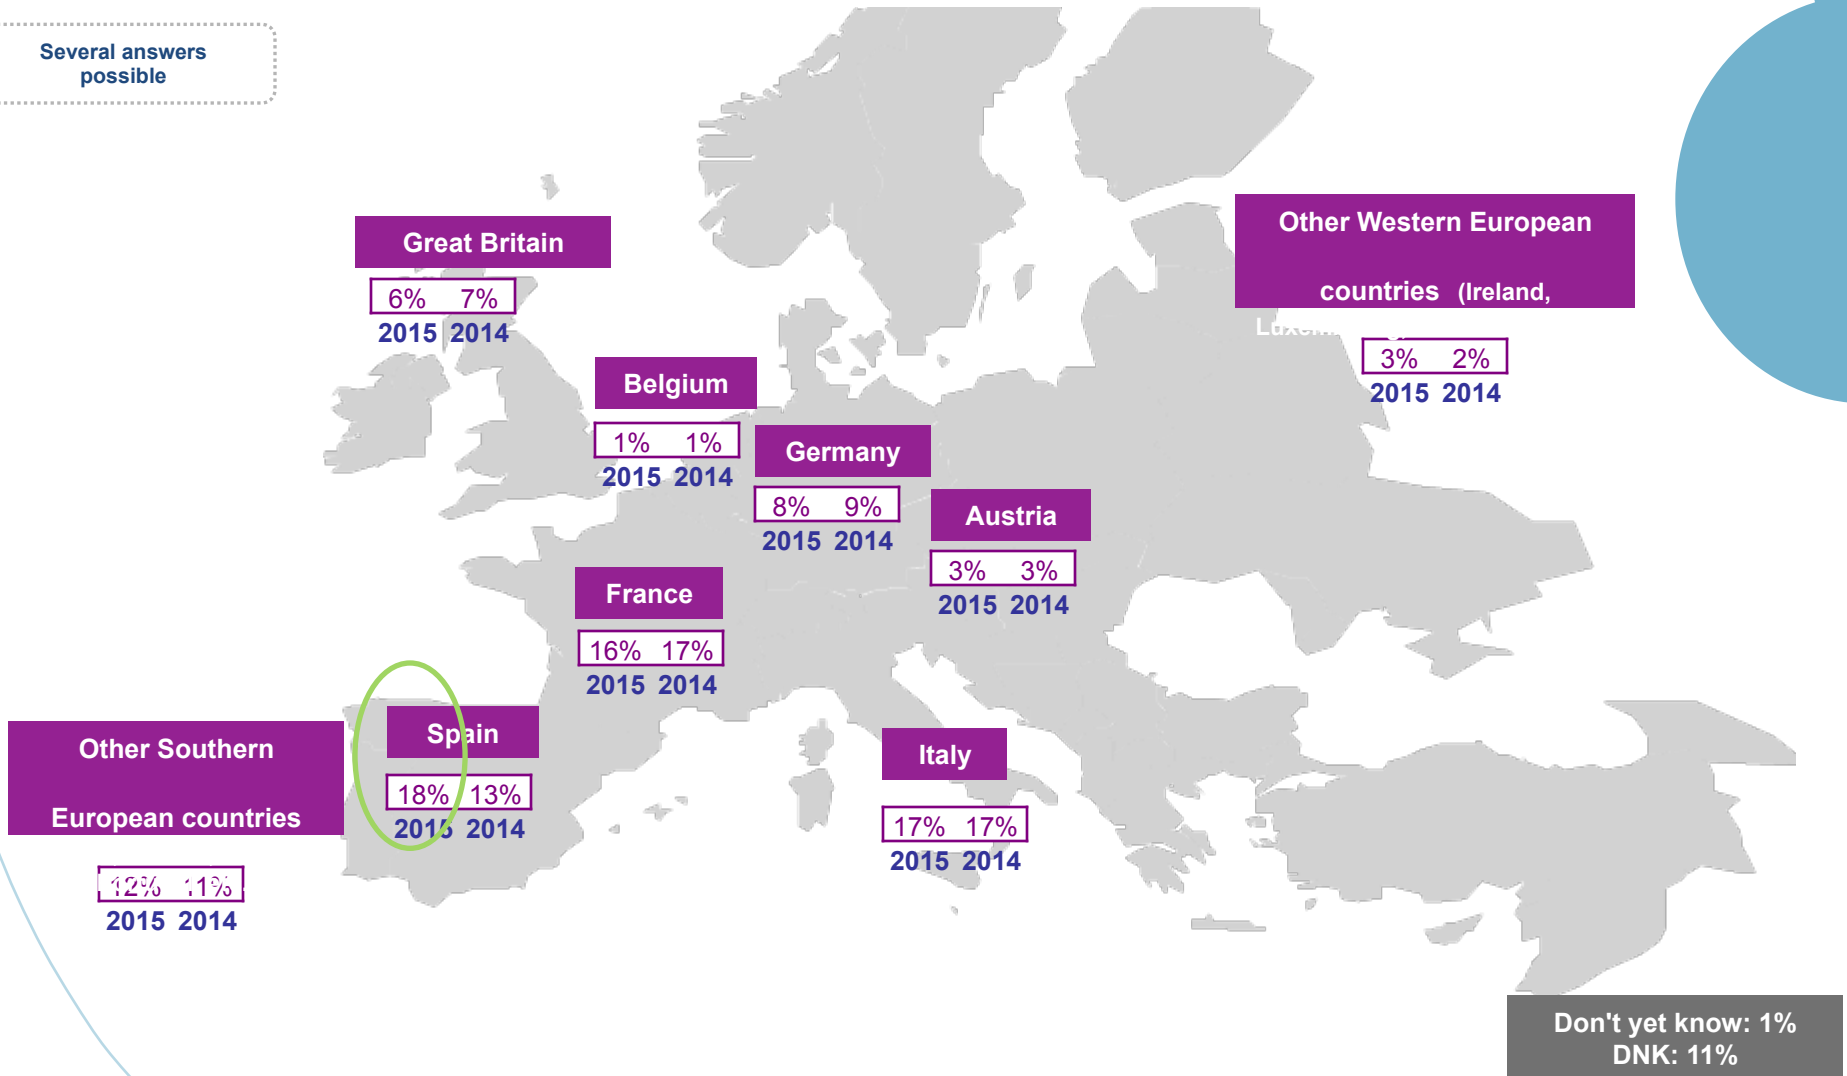 Several answers
possible
Great Britain
6% 7%
2015 2014
Other Western European
countries (Ireland,
3% 2%
2015 2014
Belgium
1% 1%
2015 2014
Germany
8% 9%
2015 2014
Austria
3% 3%
2015 2014
France
16% 17%
2015 2014
Spain
18% 13%
2015 2014
Italy
17% 17%
2015 2014
Other Southern
European countries
12% 11%
2015 2014
Don't yet know: 1%
DNK: 11%